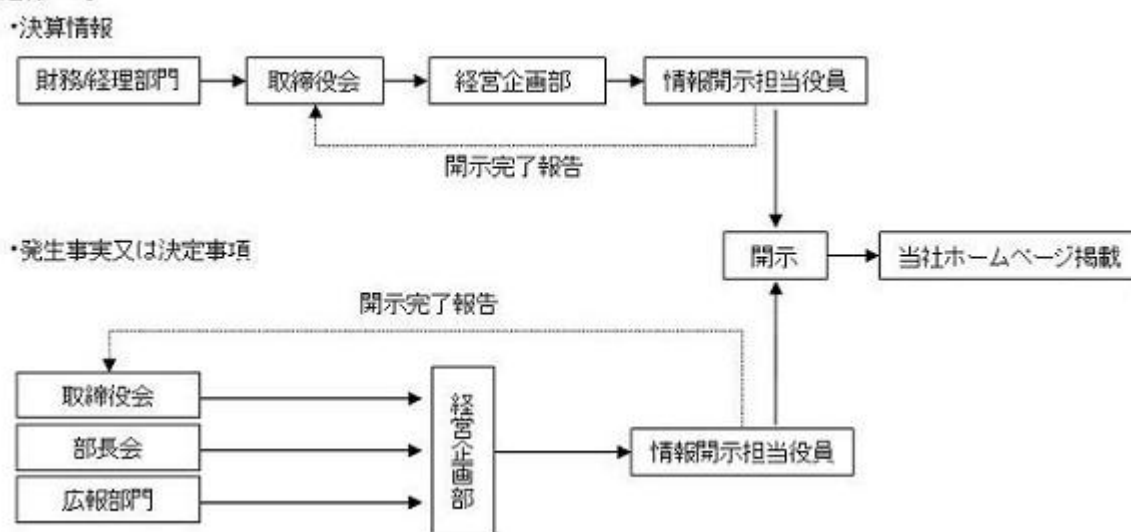 ・決算情報
財務/経理部門
取締役会
経営企画部
情報開示担当役員
開示完了報告
・発生事実又は決定事項
開示
当社ホームページ掲載
開示完了報告
取締役会
部長会
広報部門
経営企画部
情報開示担当役員